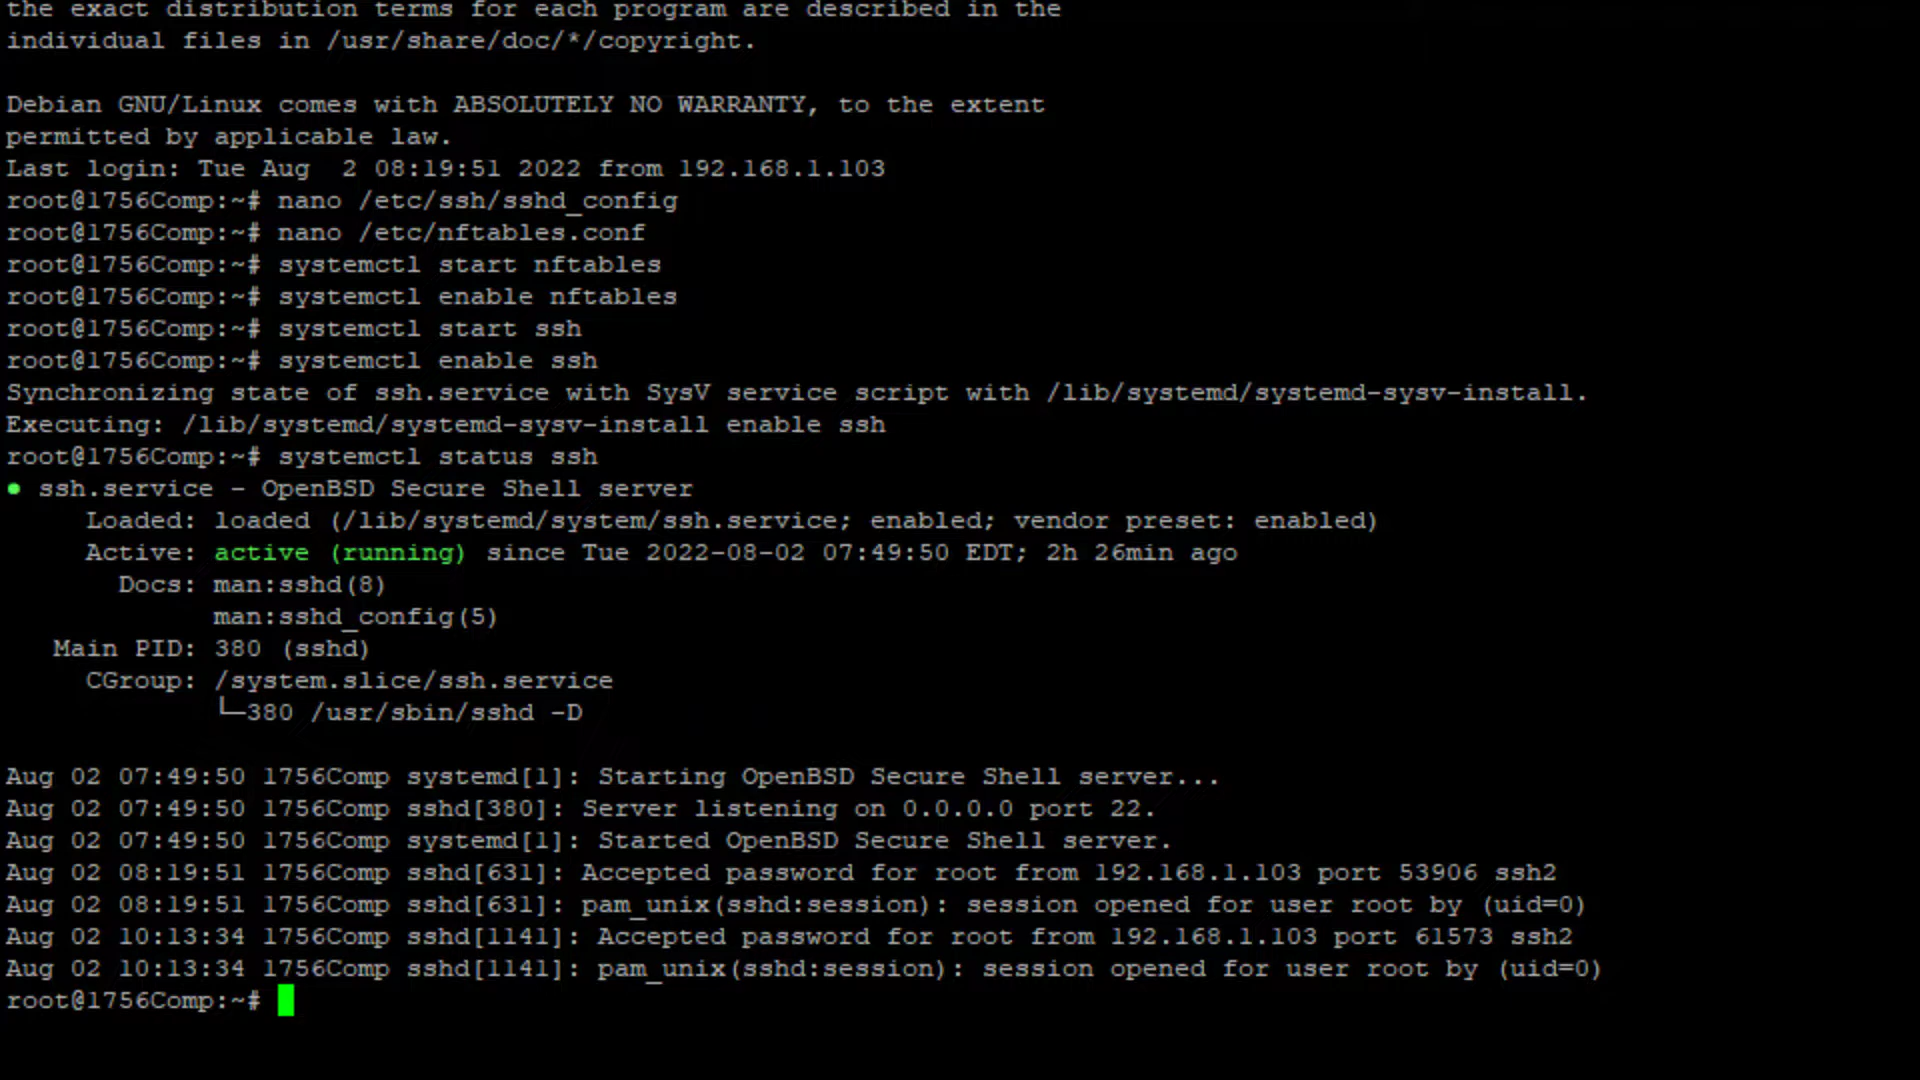 the exact distribution terms for each program are described in the
individual files in /usr/share/doc/*/copyright.
Debian GNU/Linux comes with ABSOLUTELY NO WARRANTY, to the extent
permitted by applicable law.
Last login: Tue Aug  2 08:19:51 2022 from 192.168.1.103
root@1756Comp:~# nano /etc/ssh/sshd_config
root@1756Comp:~# nano /etc/nftables.conf
root@1756Comp:~# systemctl start nftables
root@1756Comp:~# systemctl enable nftables
root@1756Comp:~# systemctl start ssh
root@1756Comp:~# systemctl enable ssh
Synchronizing state of ssh.service with SysV service script with /lib/systemd/systemd-sysv-install.
Executing: /lib/systemd/systemd-sysv-install enable ssh
root@1756Comp:~# systemctl status ssh
● ssh.service - OpenBSD Secure Shell server
     Loaded: loaded (/lib/systemd/system/ssh.service; enabled; vendor preset: enabled)
     Active: active (running) since Tue 2022-08-02 07:49:50 EDT; 2h 26min ago
       Docs: man:sshd(8)
             man:sshd_config(5)
   Main PID: 380 (sshd)
     CGroup: /system.slice/ssh.service
             └─380 /usr/sbin/sshd -D
Aug 02 07:49:50 1756Comp systemd[1]: Starting OpenBSD Secure Shell server...
Aug 02 07:49:50 1756Comp sshd[380]: Server listening on 0.0.0.0 port 22.
Aug 02 07:49:50 1756Comp systemd[1]: Started OpenBSD Secure Shell server.
Aug 02 08:19:51 1756Comp sshd[631]: Accepted password for root from 192.168.1.103 port 53906 ssh2
Aug 02 08:19:51 1756Comp sshd[631]: pam_unix(sshd:session): session opened for user root by (uid=0)
Aug 02 10:13:34 1756Comp sshd[1141]: Accepted password for root from 192.168.1.103 port 61573 ssh2
Aug 02 10:13:34 1756Comp sshd[1141]: pam_unix(sshd:session): session opened for user root by (uid=0)
root@1756Comp:~#